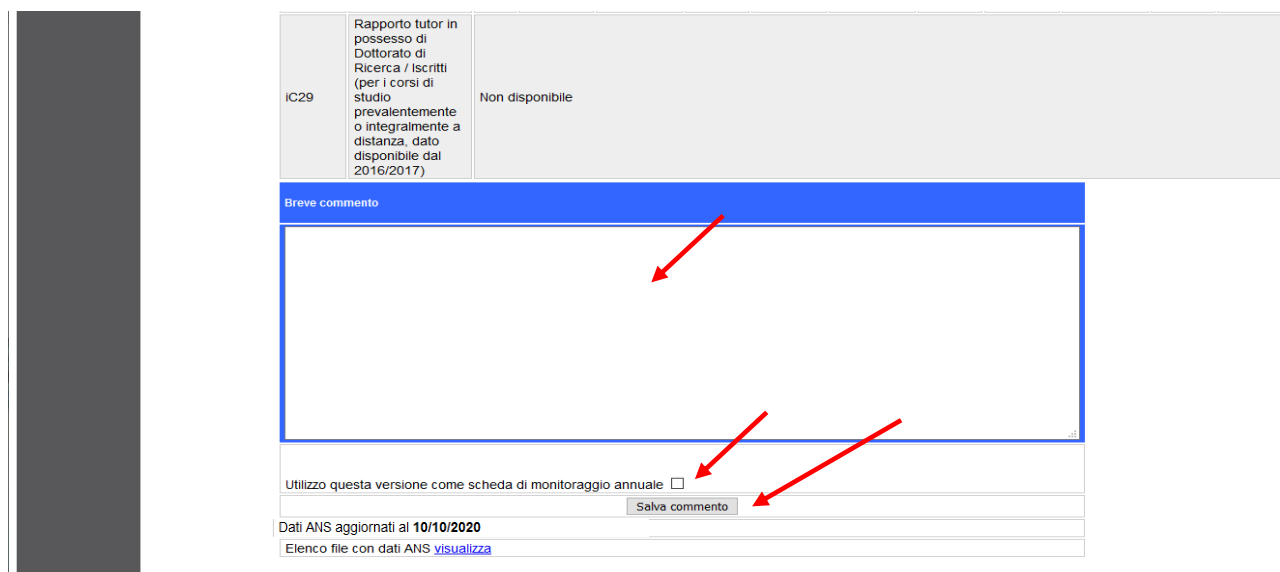 iC29
Rapporto tutor in
possesso di
Dottorato di
Ricerca / Iscritti
(per i corsi di
studio
prevalentemente
o integralmente a
distanza, dato
disponibile dal
2016/2017)
Non disponibile
Breve commento
Utilizzo questa versione come scheda di monitoraggio annuale
Salva commento
Dati ANS aggiornati al 10/10/2020
Elenco file con dati ANS visualizza